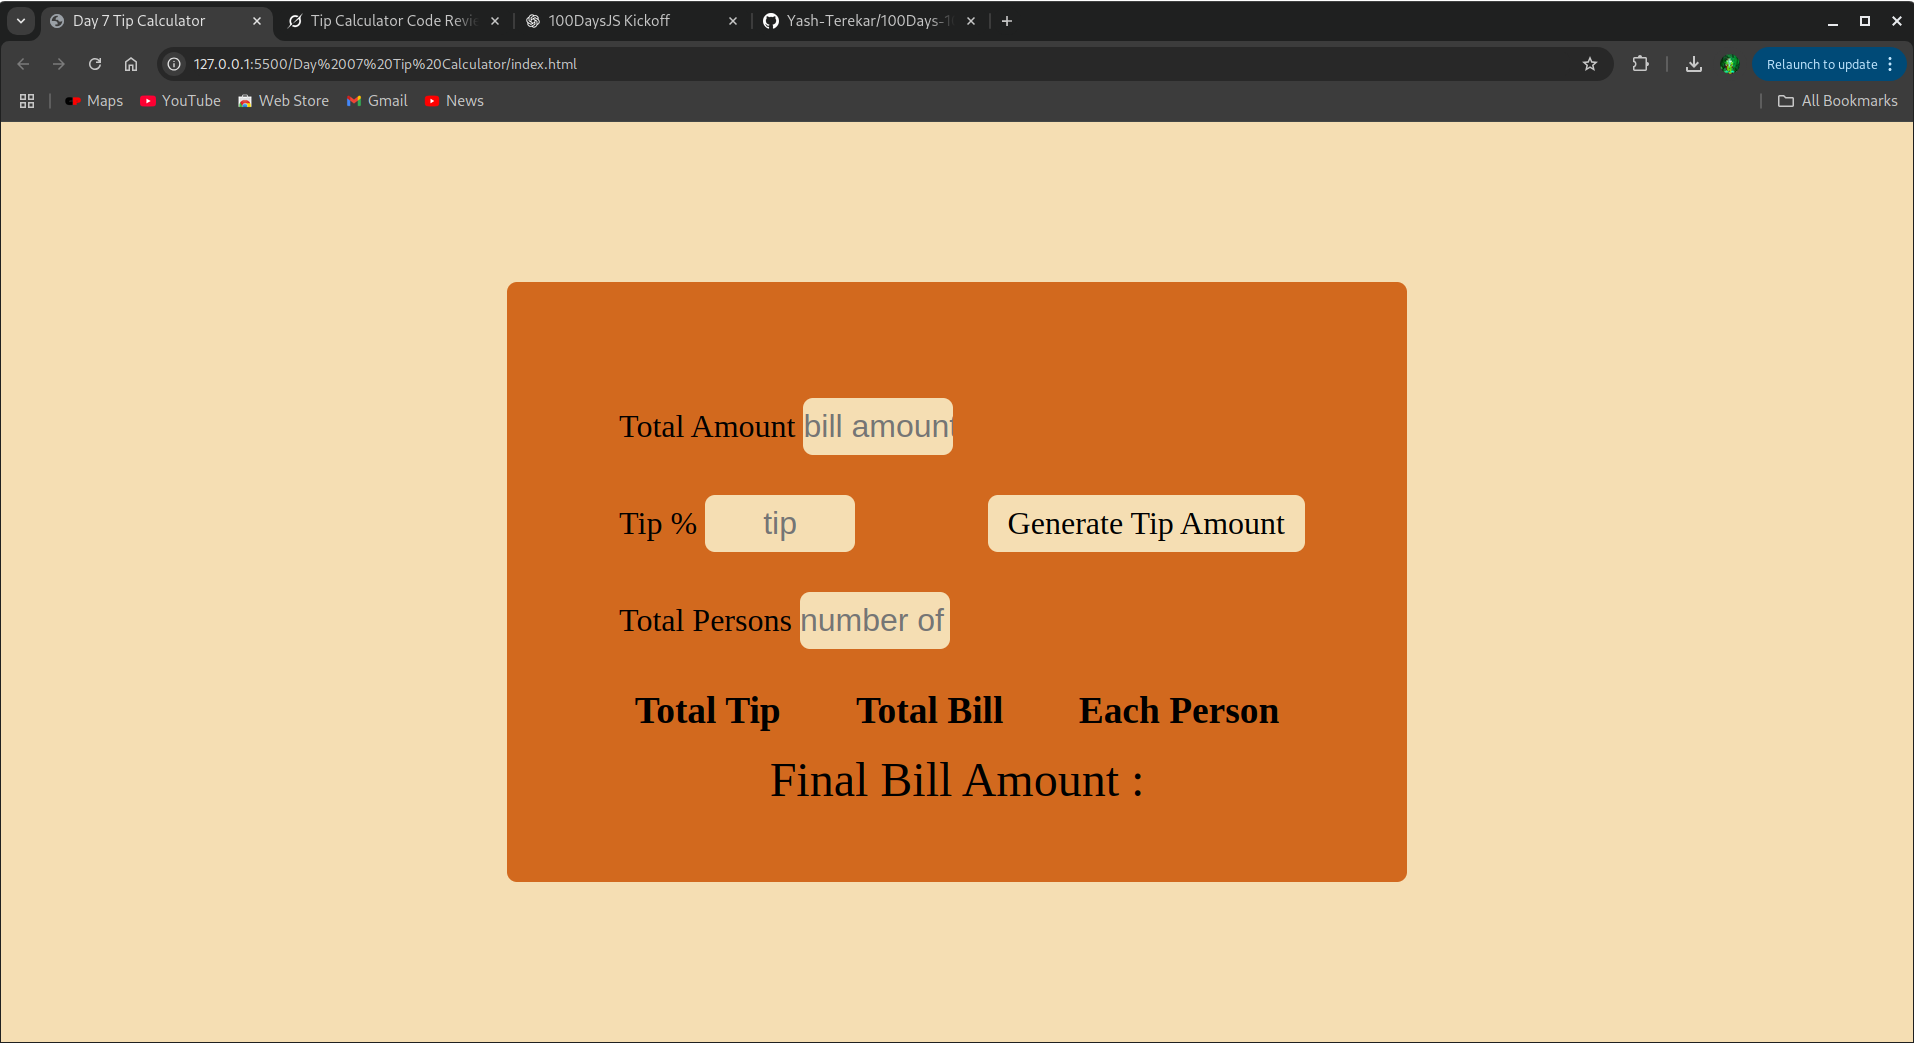 Day 7 Tip Calculator
Tip Calculator Code Revie
100DaysJS Kickoff
Yash-Terekar/100Days-1
127.0.0.1:5500/Day%2007%20Tip%20Calculator/index.html
Relaunch to update
Maps YouTube Web Store Gmail News
All Bookmarks
Total Amount bill amount
Tip % tip Generate Tip Amount
Total Persons number of
Total Tip Total Bill Each Person
Final Bill Amount :